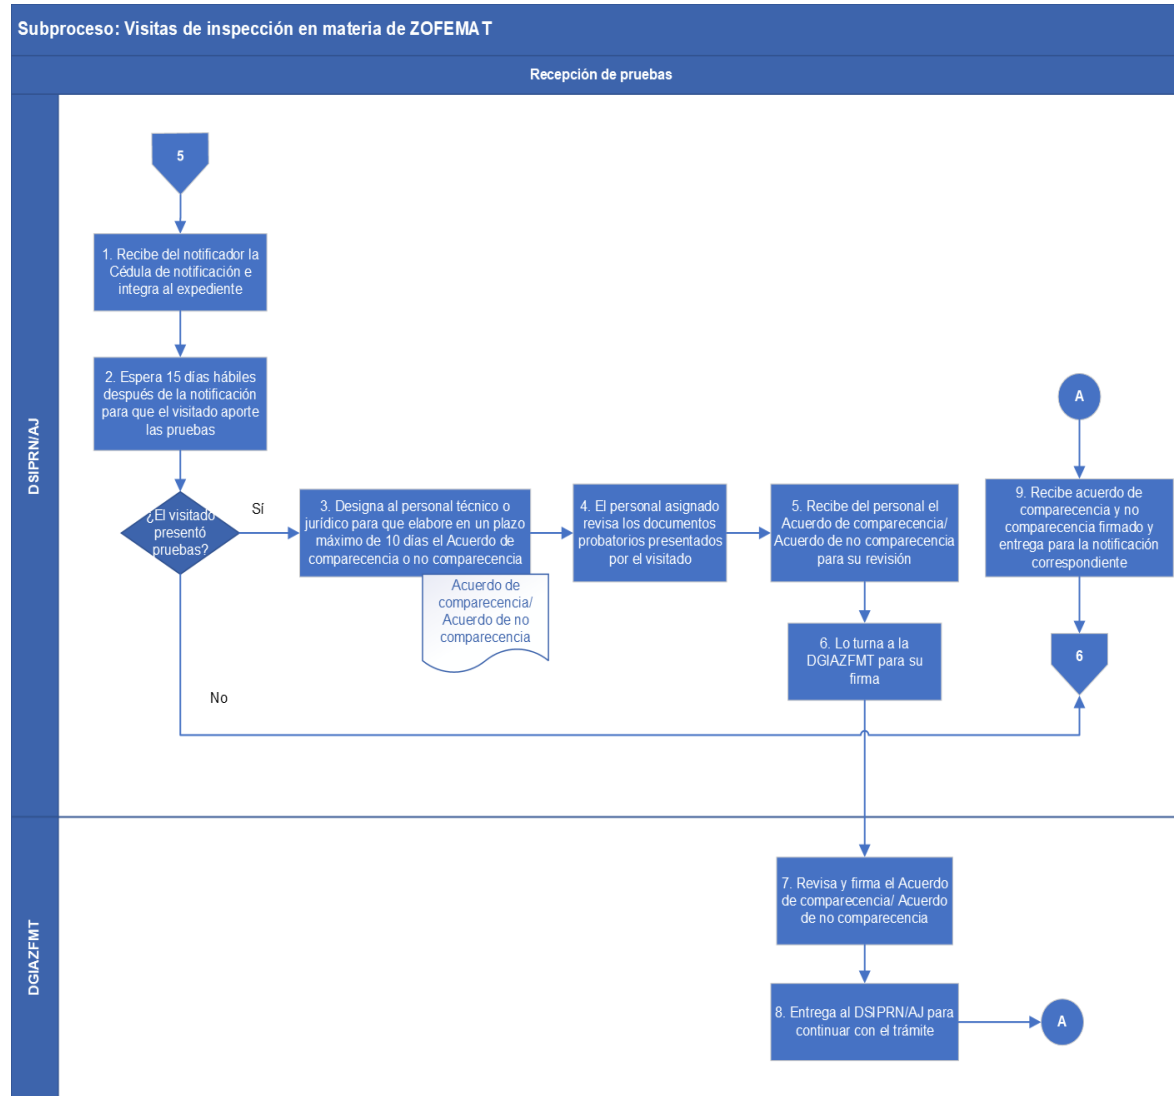 Subproceso: Visitas de inspección en materia de ZOFEMAT
Recepción de pruebas
DSIPRN/AJ
5
1. Recibe del notificador la
Cédula de notificación e
integra al expediente
2. Espera 15 días hábiles
después de la notificación
para que el visitado aporte
las pruebas
¿El visitado
presentó
pruebas?
Sí
No
3. Designa al personal técnico o
jurídico para que elabore en un plazo
máximo de 10 días el Acuerdo de
comparecencia o no comparecencia
Acuerdo de
comparecencia/
Acuerdo de no
comparecencia
4. El personal asignado
revisa los documentos
probatorios presentados
por el visitado
5. Recibe del personal el
Acuerdo de comparecencia/
Acuerdo de no comparecencia
para su revisión
6. Lo turna a la
DGIAZFMT para su
firma
A
9. Recibe acuerdo de
comparecencia y no
comparecencia firmado y
entrega para la notificación
correspondiente
6
DGIAZFMT
7. Revisa y firma el Acuerdo
de comparecencia/ Acuerdo
de no comparecencia
8. Entrega al DSIPRN/AJ para
continuar con el trámite
A